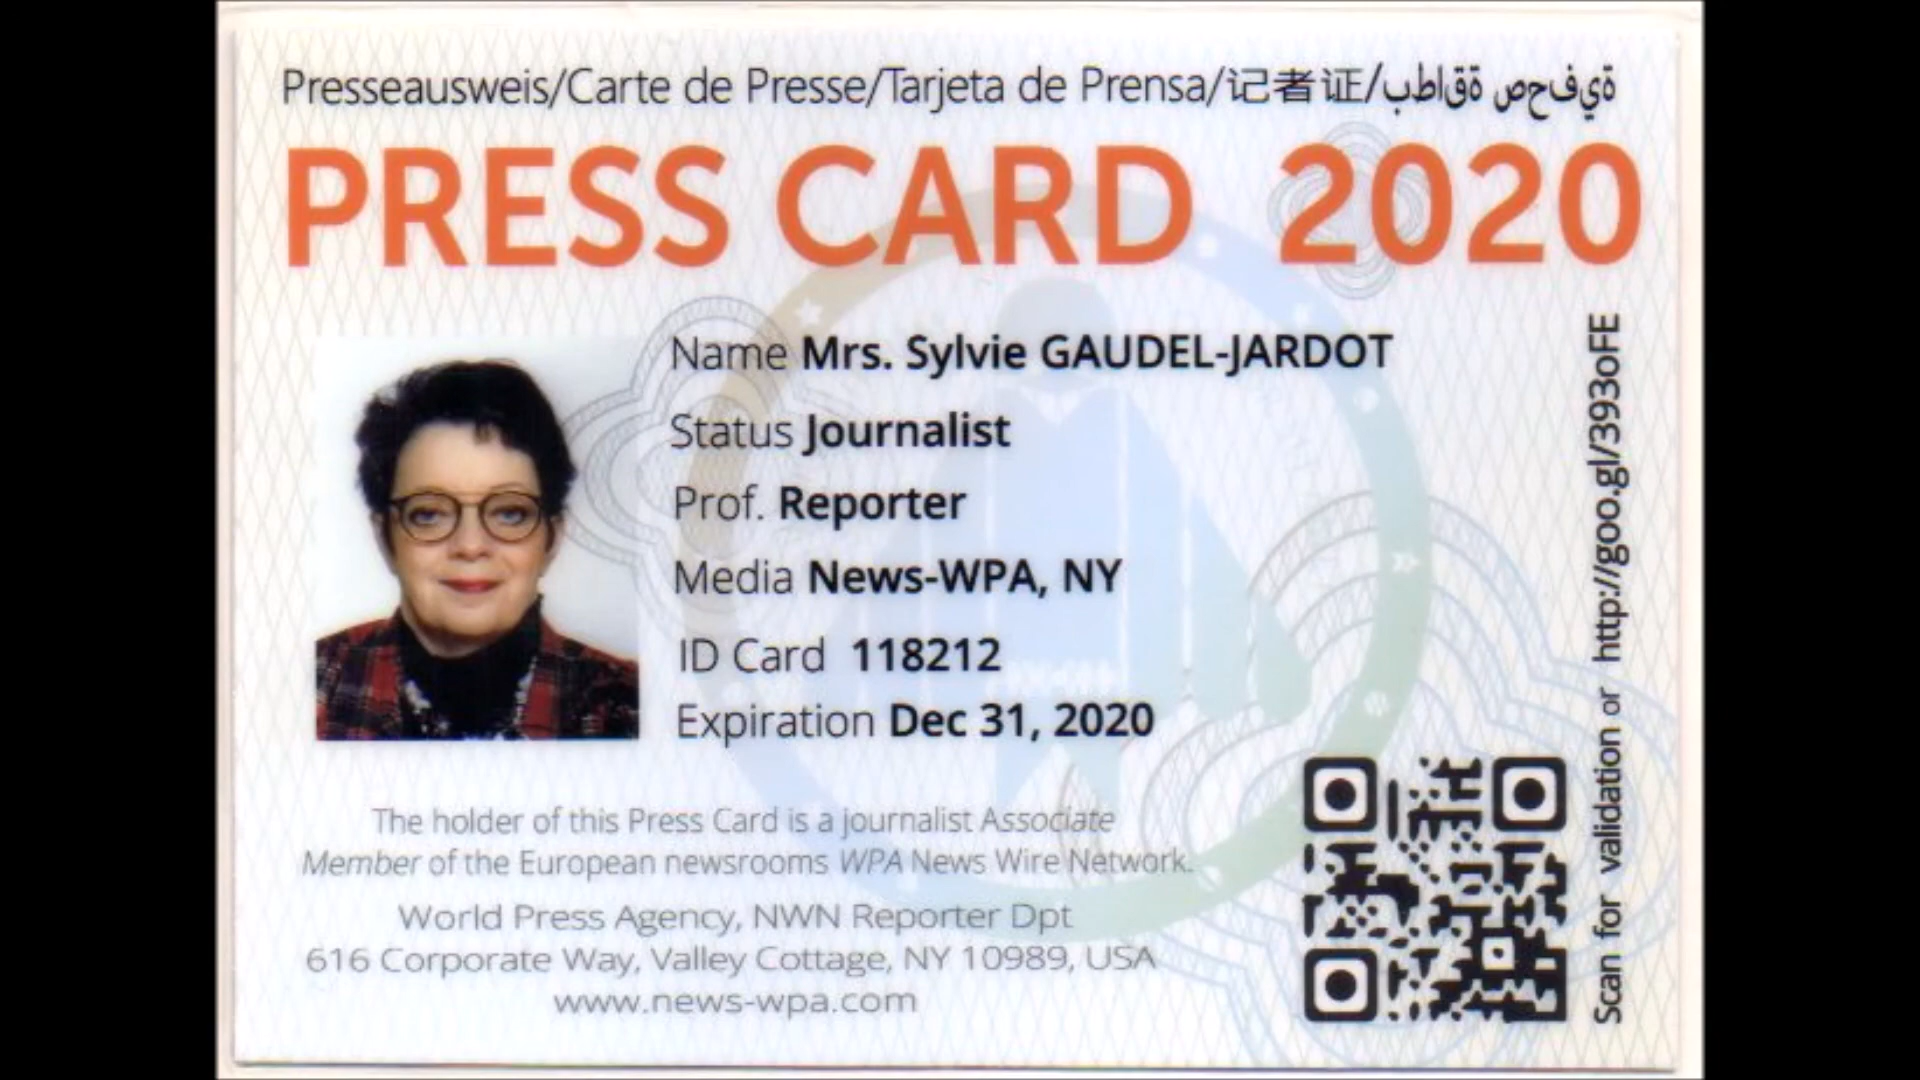 Presseausweis/Carte de Presse/Tarjeta de Prensa/记者证/ةيفحص ةقاطب
PRESS CARD 2020
Name Mrs. Sylvie GAUDEL-JARDOT
Status Journalist
Prof. Reporter
Media News-WPA, NY
ID Card 118212
Expiration Dec 31, 2020
The holder of this Press Card is a journalist Associate
Member of the European newsrooms WPA News Wire Network.
World Press Agency, NWN Reporter Dpt
616 Corporate Way, Valley Cottage, NY 10989, USA
www.news-wpa.com
Scan for validation or http://goo.gl/393oFE